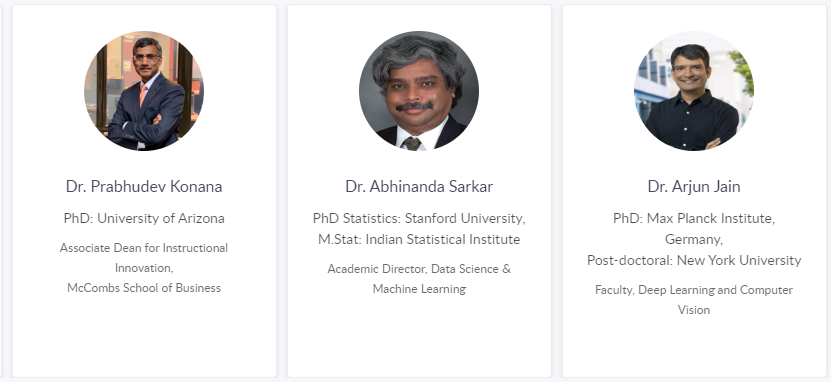 Dr. Prabhudev Konana
PhD: University of Arizona
Associate Dean for Instructional
Innovation,
McCombs School of Business
Dr. Abhinanda Sarkar
PhD Statistics: Stanford University,
M.Stat: Indian Statistical Institute
Academic Director, Data Science &
Machine Learning
Dr. Arjun Jain
PhD: Max Planck Institute,
Germany,
Post-doctoral: New York University
Faculty, Deep Learning and Computer
Vision